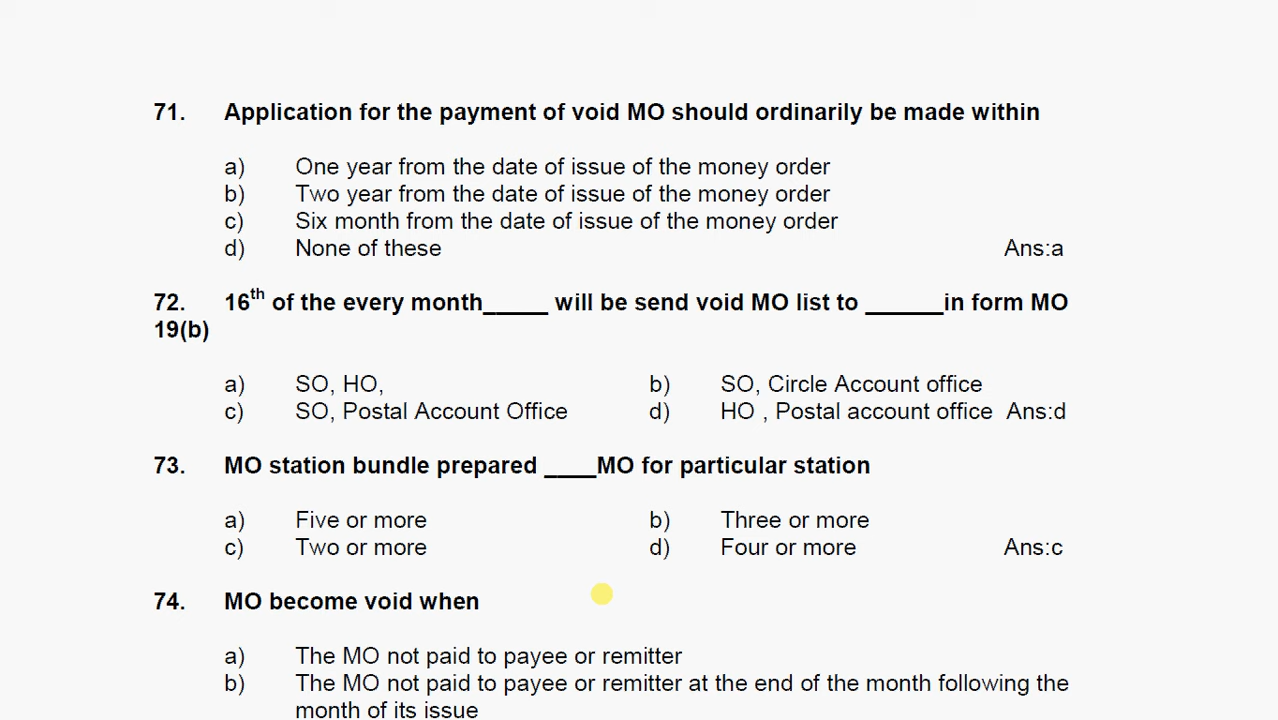 71. Application for the payment of void MO should ordinarily be made within
a) One year from the date of issue of the money order
b) Two year from the date of issue of the money order
c) Six month from the date of issue of the money order
d) None of these Ans:a
72. 16th of the every month_____ will be send void MO list to ______in form MO
19(b)
a) SO, HO, b) SO, Circle Account office
c) SO, Postal Account Office d) HO , Postal account office Ans:d
73. MO station bundle prepared ____MO for particular station
a) Five or more b) Three or more
c) Two or more d) Four or more Ans:c
74. MO become void when
a) The MO not paid to payee or remitter
b) The MO not paid to payee or remitter at the end of the month following the
month of its issue